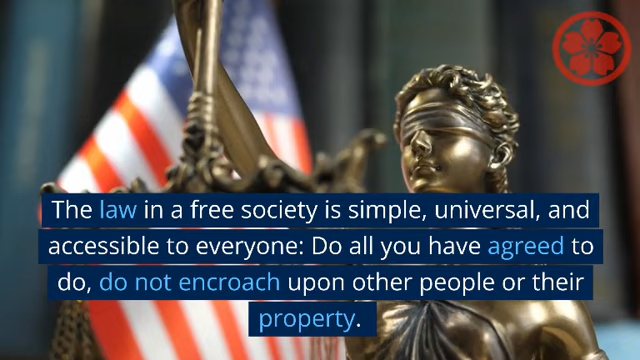 The law in a free society is simple, universal, and
accessible to everyone: Do all you have agreed to
do, do not encroach upon other people or their
property.